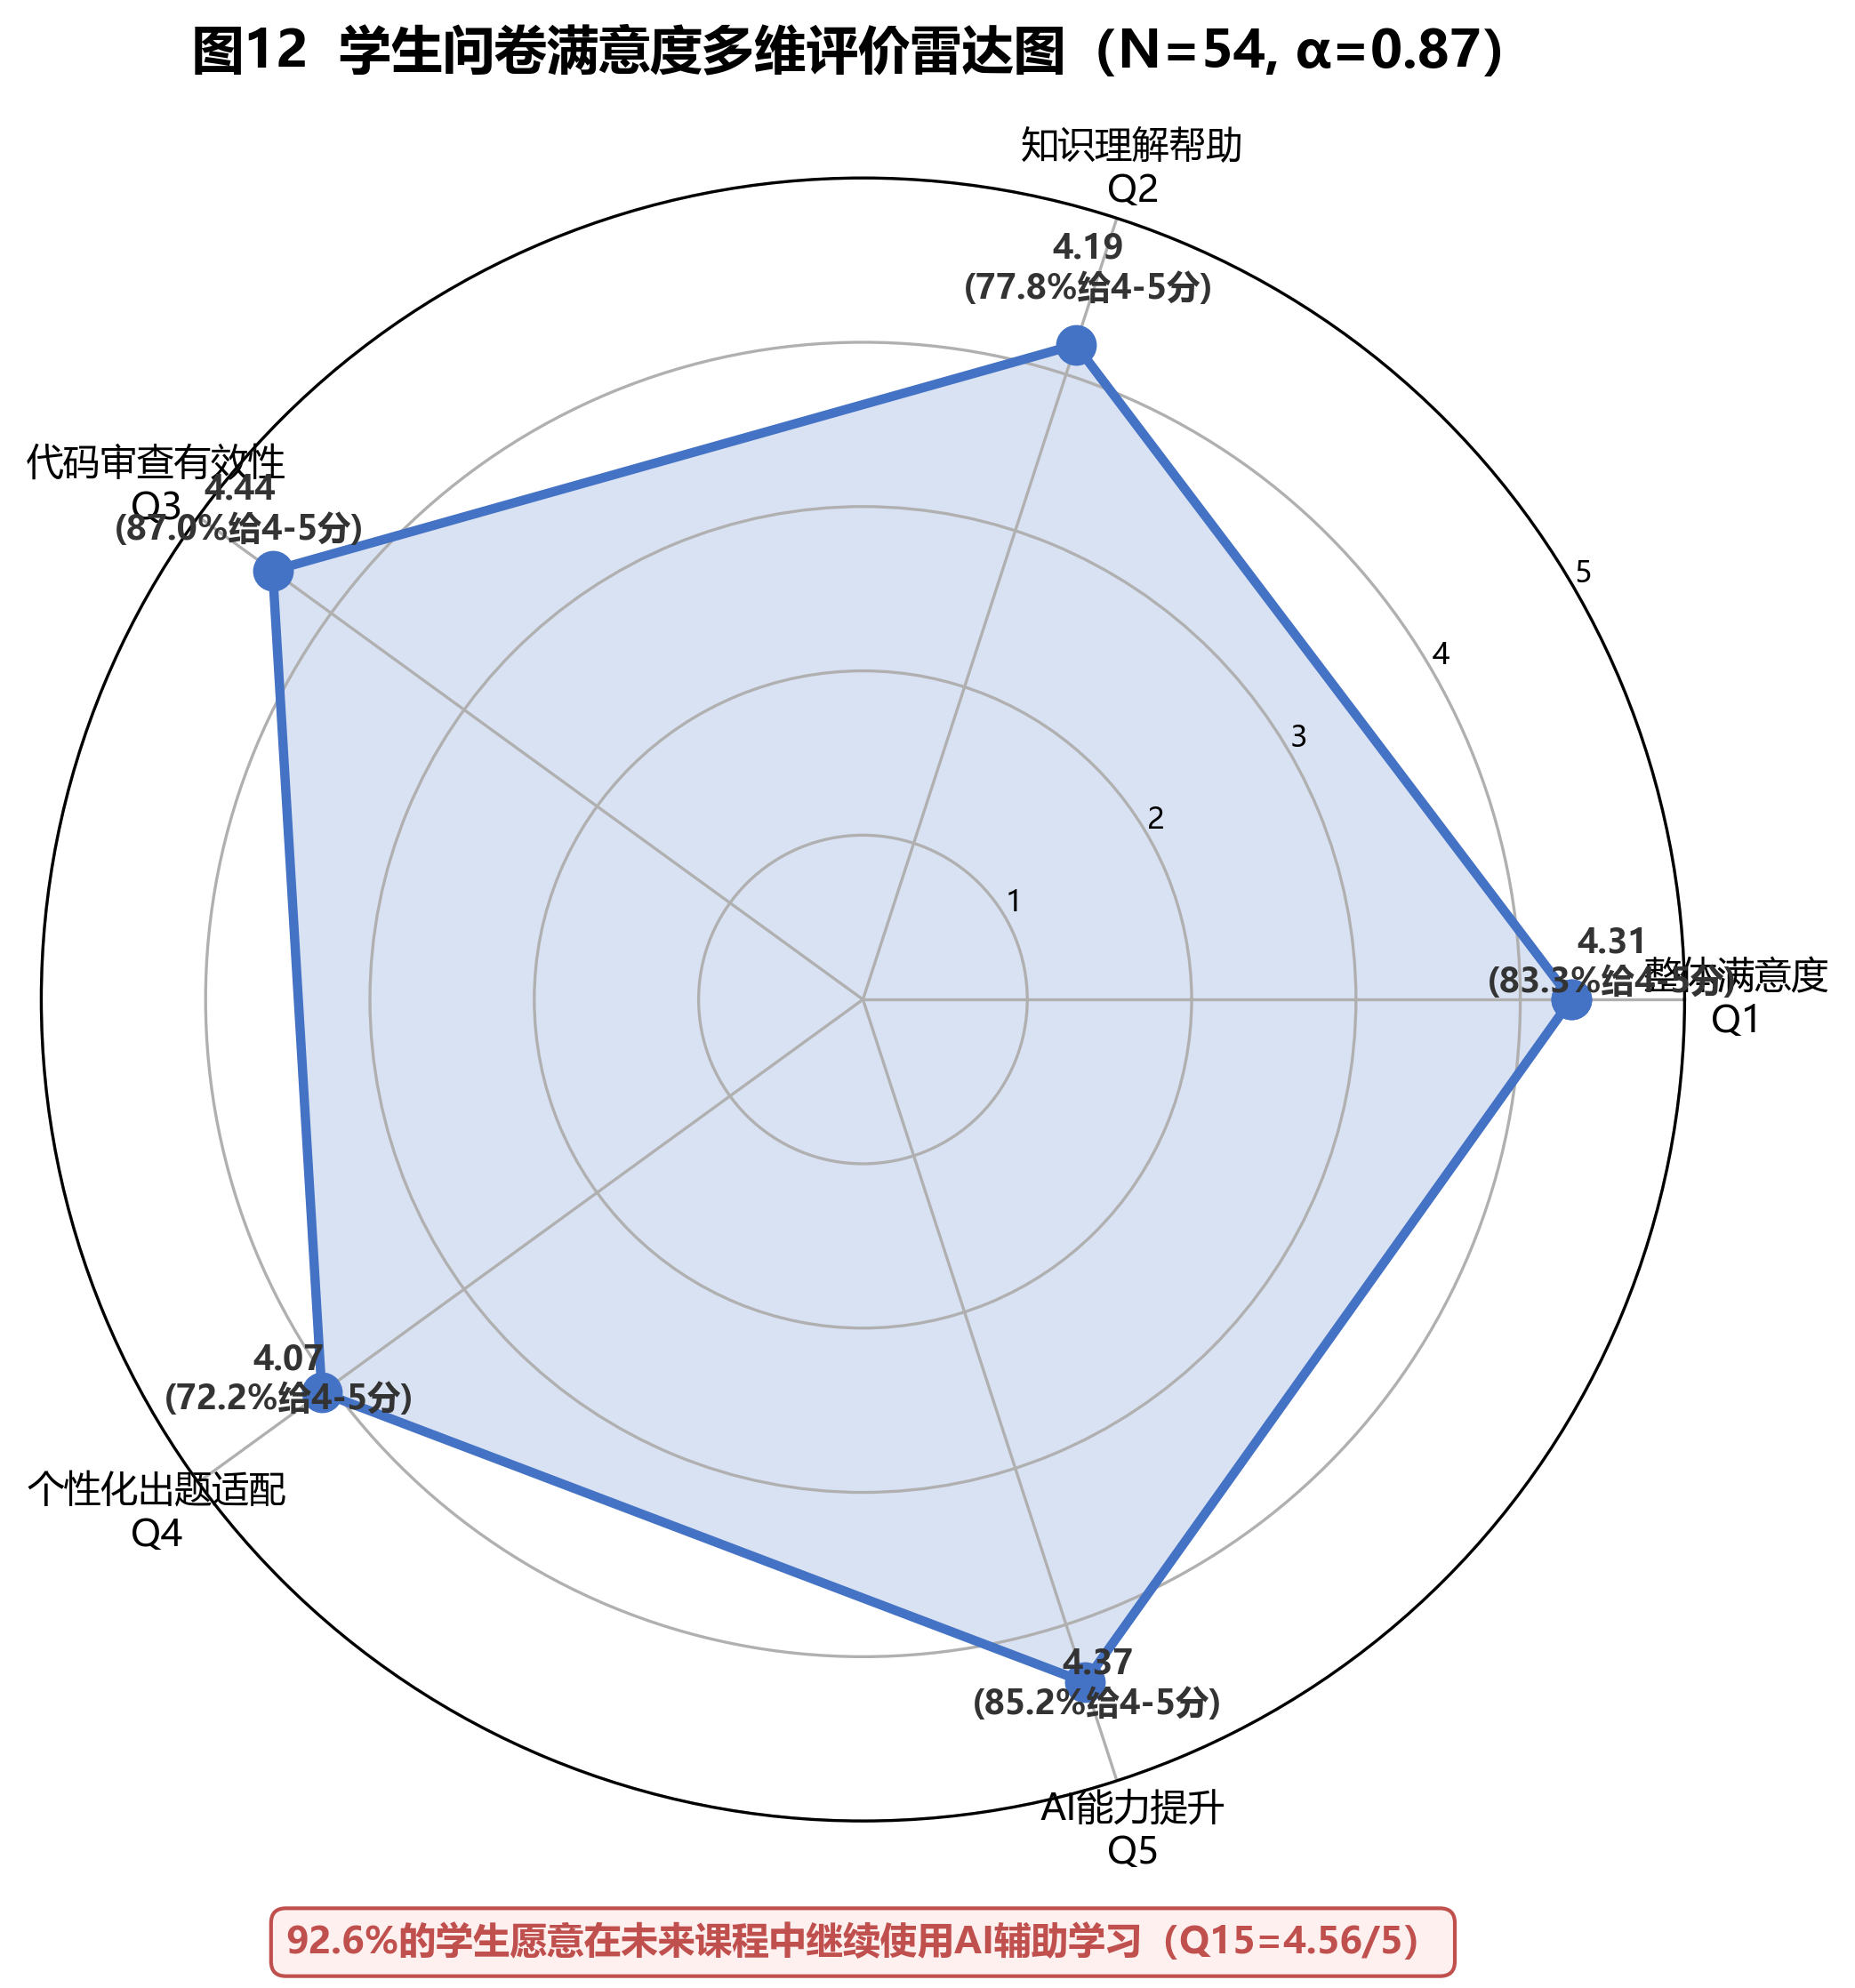 图12 学生问卷满意度多维评价雷达图（N=54, α=0.87）
知识理解帮助
Q2
4.19
(77.8%给4-5分)
代码审查有效性
Q3
4.44
(87.0%给4-5分)
5
4
3
2
1
4.31
(83.3%给4-5分)
整体满意度
Q1
4.07
(72.2%给4-5分)
个性化出题适配
Q4
4.37
(85.2%给4-5分)
AI能力提升
Q5
92.6%的学生愿意在未来课程中继续使用AI辅助学习（Q15=4.56/5）